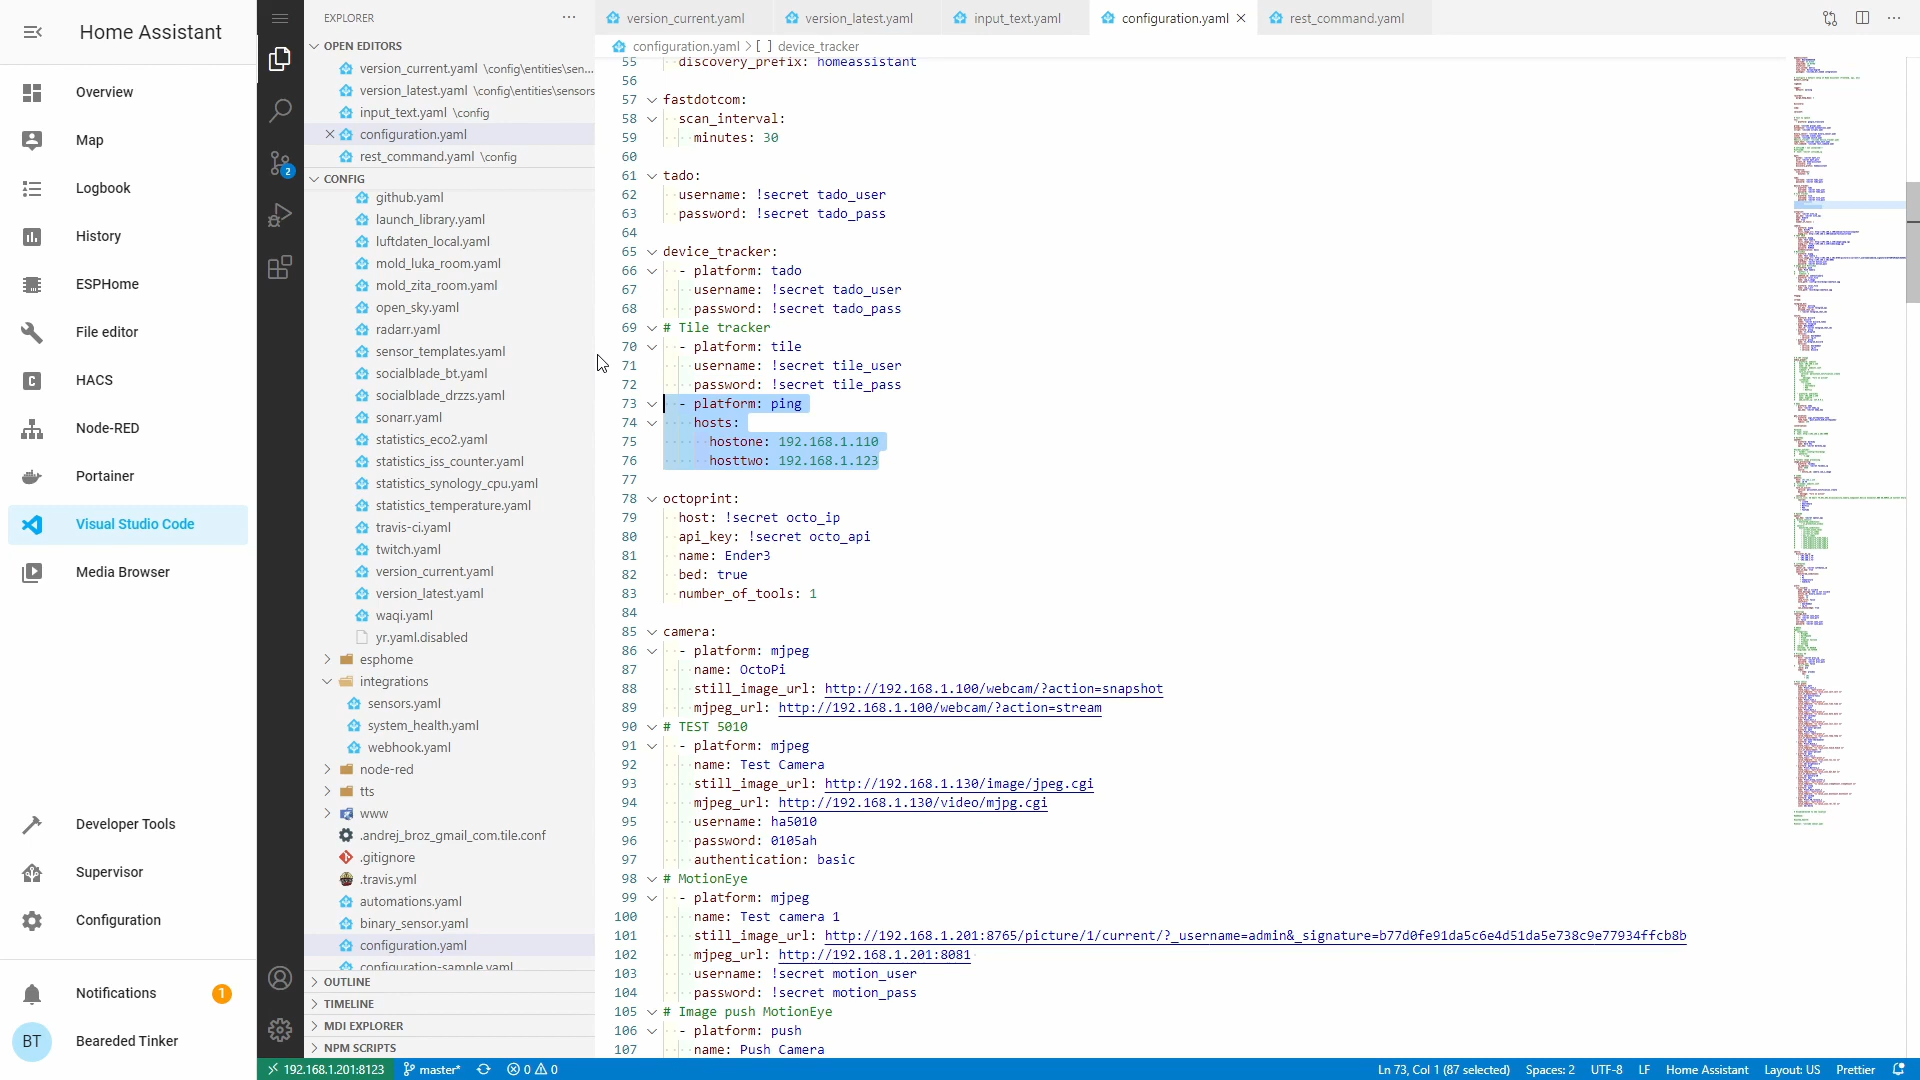 Home Assistant
Overview
Map
Logbook
History
ESPHome
File editor
HACS
Node-RED
Portainer
Visual Studio Code
Media Browser
Developer Tools
Supervisor
Configuration
Notifications
1
BT
Bearded Tinker
2
EXPLORER
OPEN EDITORS
version_current.yaml \config\entities\sen...
version_latest.yaml \config\entities\sensors
input_text.yaml \config
configuration.yaml
rest_command.yaml \config
CONFIG
github.yaml
launch_library.yaml
luftdaten_local.yaml
mold_luka_room.yaml
mold_zita_room.yaml
open_sky.yaml
radarr.yaml
sensor_templates.yaml
socialblade_bt.yaml
socialblade_drzzs.yaml
sonarr.yaml
statistics_eco2.yaml
statistics_iss_counter.yaml
statistics_synology_cpu.yaml
statistics_temperature.yaml
travis-ci.yaml
twitch.yaml
version_current.yaml
version_latest.yaml
waqi.yaml
yr.yaml.disabled
esphome
integrations
sensors.yaml
system_health.yaml
webhook.yaml
node-red
tts
www
.andrej_broz_gmail_com.tile.conf
.gitignore
.travis.yml
automations.yaml
binary_sensor.yaml
configuration.yaml
configuration-sample.yaml
OUTLINE
TIMELINE
MDI EXPLORER
NPM SCRIPTS
version_current.yaml version_latest.yaml input_text.yaml configuration.yaml rest_command.yaml
configuration.yaml > [ ] device_tracker
55 discovery_prefix: homeassistant
56
57 fastdotcom:
58 scan_interval:
59 minutes: 30
60
61 tado:
62 username: !secret tado_user
63 password: !secret tado_pass
64
65 device_tracker:
66 - platform: tado
67 username: !secret tado_user
68 password: !secret tado_pass
69 # Tile tracker
70 - platform: tile
71 username: !secret tile_user
72 password: !secret tile_pass
73 - platform: ping
74 hosts:
75 hostone: 192.168.1.110
76 hosttwo: 192.168.1.123
77
78 octoprint:
79 host: !secret octo_ip
80 api_key: !secret octo_api
81 name: Ender3
82 bed: true
83 number_of_tools: 1
84
85 camera:
86 - platform: mjpeg
87 name: OctoPi
88 still_image_url: http://192.168.1.100/webcam/?action=snapshot
89 mjpeg_url: http://192.168.1.100/webcam/?action=stream
90 # TEST 5010
91 - platform: mjpeg
92 name: Test Camera
93 still_image_url: http://192.168.1.130/image/jpeg.cgi
94 mjpeg_url: http://192.168.1.130/video/mjpg.cgi
95 username: ha5010
96 password: 0105ah
97 authentication: basic
98 # MotionEye
99 - platform: mjpeg
100 name: Test camera 1
101 still_image_url: http://192.168.1.201:8765/picture/1/current/?_username=admin&_signature=b77d0fe91da5c6e4d51da5e738c9e77934ffcb8b
102 mjpeg_url: http://192.168.1.201:8081
103 username: !secret motion_user
104 password: !secret motion_pass
105 # Image push MotionEye
106 - platform: push
107 name: Push Camera
192.168.1.201:8123 master* 0 0 Ln 73, Col 1 (87 selected) Spaces: 2 UTF-8 LF Home Assistant Layout: US Prettier